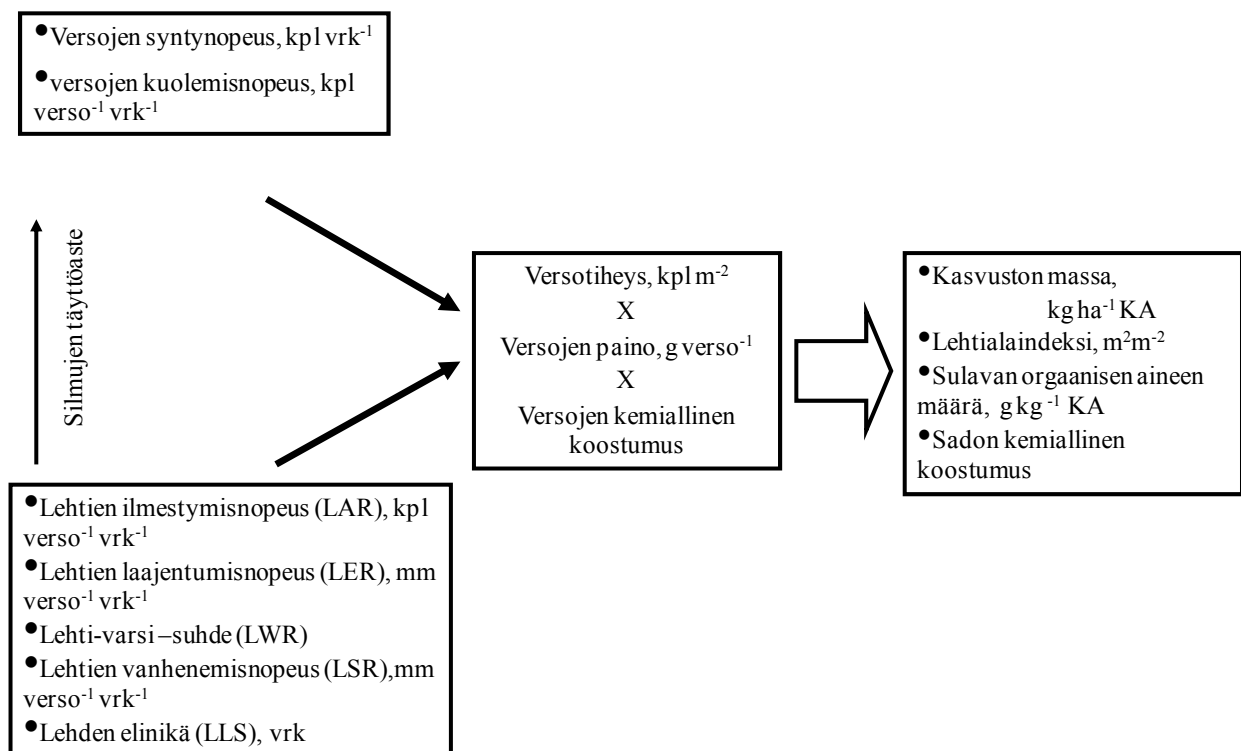 ●Versojen syntynopeus, kpl vrk⁻¹
●versojen kuolemisnopeus, kpl
verso⁻¹ vrk⁻¹
Silmujen täyttöaste
Versotiheys, kpl m⁻²
X
Versojen paino, g verso⁻¹
X
Versojen kemiallinen
koostumus
●Kasvuston massa,
kg ha⁻¹ KA
●Lehtialaindeksi, m²m⁻²
●Sulavan orgaanisen aineen
määrä, g kg⁻¹ KA
●Sadon kemiallinen
koostumus
●Lehtien ilmestymisnopeus (LAR), kpl
verso⁻¹ vrk⁻¹
●Lehtien laajentumisnopeus (LER), mm
verso⁻¹ vrk⁻¹
●Lehti-varsi –suhde (LWR)
●Lehtien vanhenemisnopeus (LSR),mm
verso⁻¹ vrk⁻¹
●Lehden elinikä (LLS), vrk